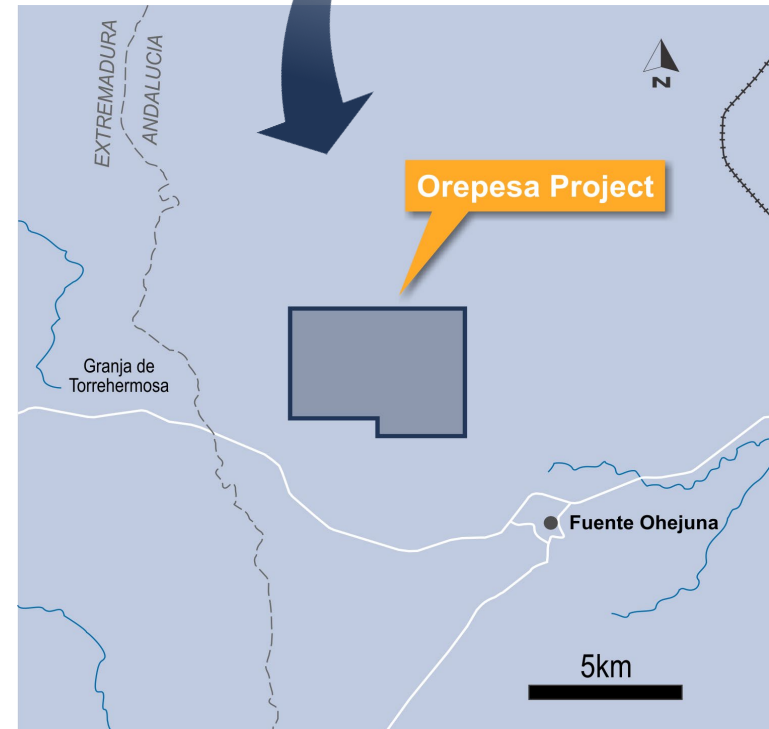 EXTREMADURA
ANDALUCIA
N
Orepesa Project
Granja de
Torrehermosa
Fuente Ohejuna
5km